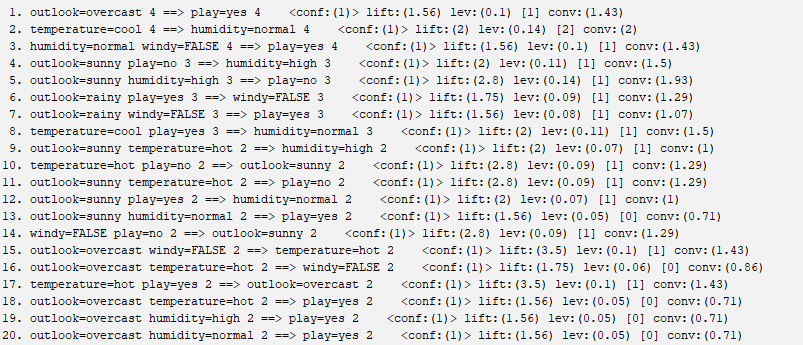 1. outlook=overcast 4 ==> play=yes 4 <conf:(1)> lift:(1.56) lev:(0.1) [1] conv:(1.43)
2. temperature=cool 4 ==> humidity=normal 4 <conf:(1)> lift:(2) lev:(0.14) [2] conv:(2)
3. humidity=normal windy=FALSE 4 ==> play=yes 4 <conf:(1)> lift:(1.56) lev:(0.1) [1] conv:(1.43)
4. outlook=sunny play=no 3 ==> humidity=high 3 <conf:(1)> lift:(2) lev:(0.11) [1] conv:(1.5)
5. outlook=sunny humidity=high 3 ==> play=no 3 <conf:(1)> lift:(2.8) lev:(0.14) [1] conv:(1.93)
6. outlook=rainy play=yes 3 ==> windy=FALSE 3 <conf:(1)> lift:(1.75) lev:(0.09) [1] conv:(1.29)
7. outlook=rainy windy=FALSE 3 ==> play=yes 3 <conf:(1)> lift:(1.56) lev:(0.08) [1] conv:(1.07)
8. temperature=cool play=yes 3 ==> humidity=normal 3 <conf:(1)> lift:(2) lev:(0.11) [1] conv:(1.5)
9. outlook=sunny temperature=hot 2 ==> humidity=high 2 <conf:(1)> lift:(2) lev:(0.07) [1] conv:(1)
10. temperature=hot play=no 2 ==> outlook=sunny 2 <conf:(1)> lift:(2.8) lev:(0.09) [1] conv:(1.29)
11. outlook=sunny temperature=hot 2 ==> play=no 2 <conf:(1)> lift:(2.8) lev:(0.09) [1] conv:(1.29)
12. outlook=sunny play=yes 2 ==> humidity=normal 2 <conf:(1)> lift:(2) lev:(0.07) [1] conv:(1)
13. outlook=sunny humidity=normal 2 ==> play=yes 2 <conf:(1)> lift:(1.56) lev:(0.05) [0] conv:(0.71)
14. windy=FALSE play=no 2 ==> outlook=sunny 2 <conf:(1)> lift:(2.8) lev:(0.09) [1] conv:(1.29)
15. outlook=overcast windy=FALSE 2 ==> temperature=hot 2 <conf:(1)> lift:(3.5) lev:(0.1) [1] conv:(1.43)
16. outlook=overcast temperature=hot 2 ==> windy=FALSE 2 <conf:(1)> lift:(1.75) lev:(0.06) [0] conv:(0.86)
17. temperature=hot play=yes 2 ==> outlook=overcast 2 <conf:(1)> lift:(3.5) lev:(0.1) [1] conv:(1.43)
18. outlook=overcast temperature=hot 2 ==> play=yes 2 <conf:(1)> lift:(1.56) lev:(0.05) [0] conv:(0.71)
19. outlook=overcast humidity=high 2 ==> play=yes 2 <conf:(1)> lift:(1.56) lev:(0.05) [0] conv:(0.71)
20. outlook=overcast humidity=normal 2 ==> play=yes 2 <conf:(1)> lift:(1.56) lev:(0.05) [0] conv:(0.71)